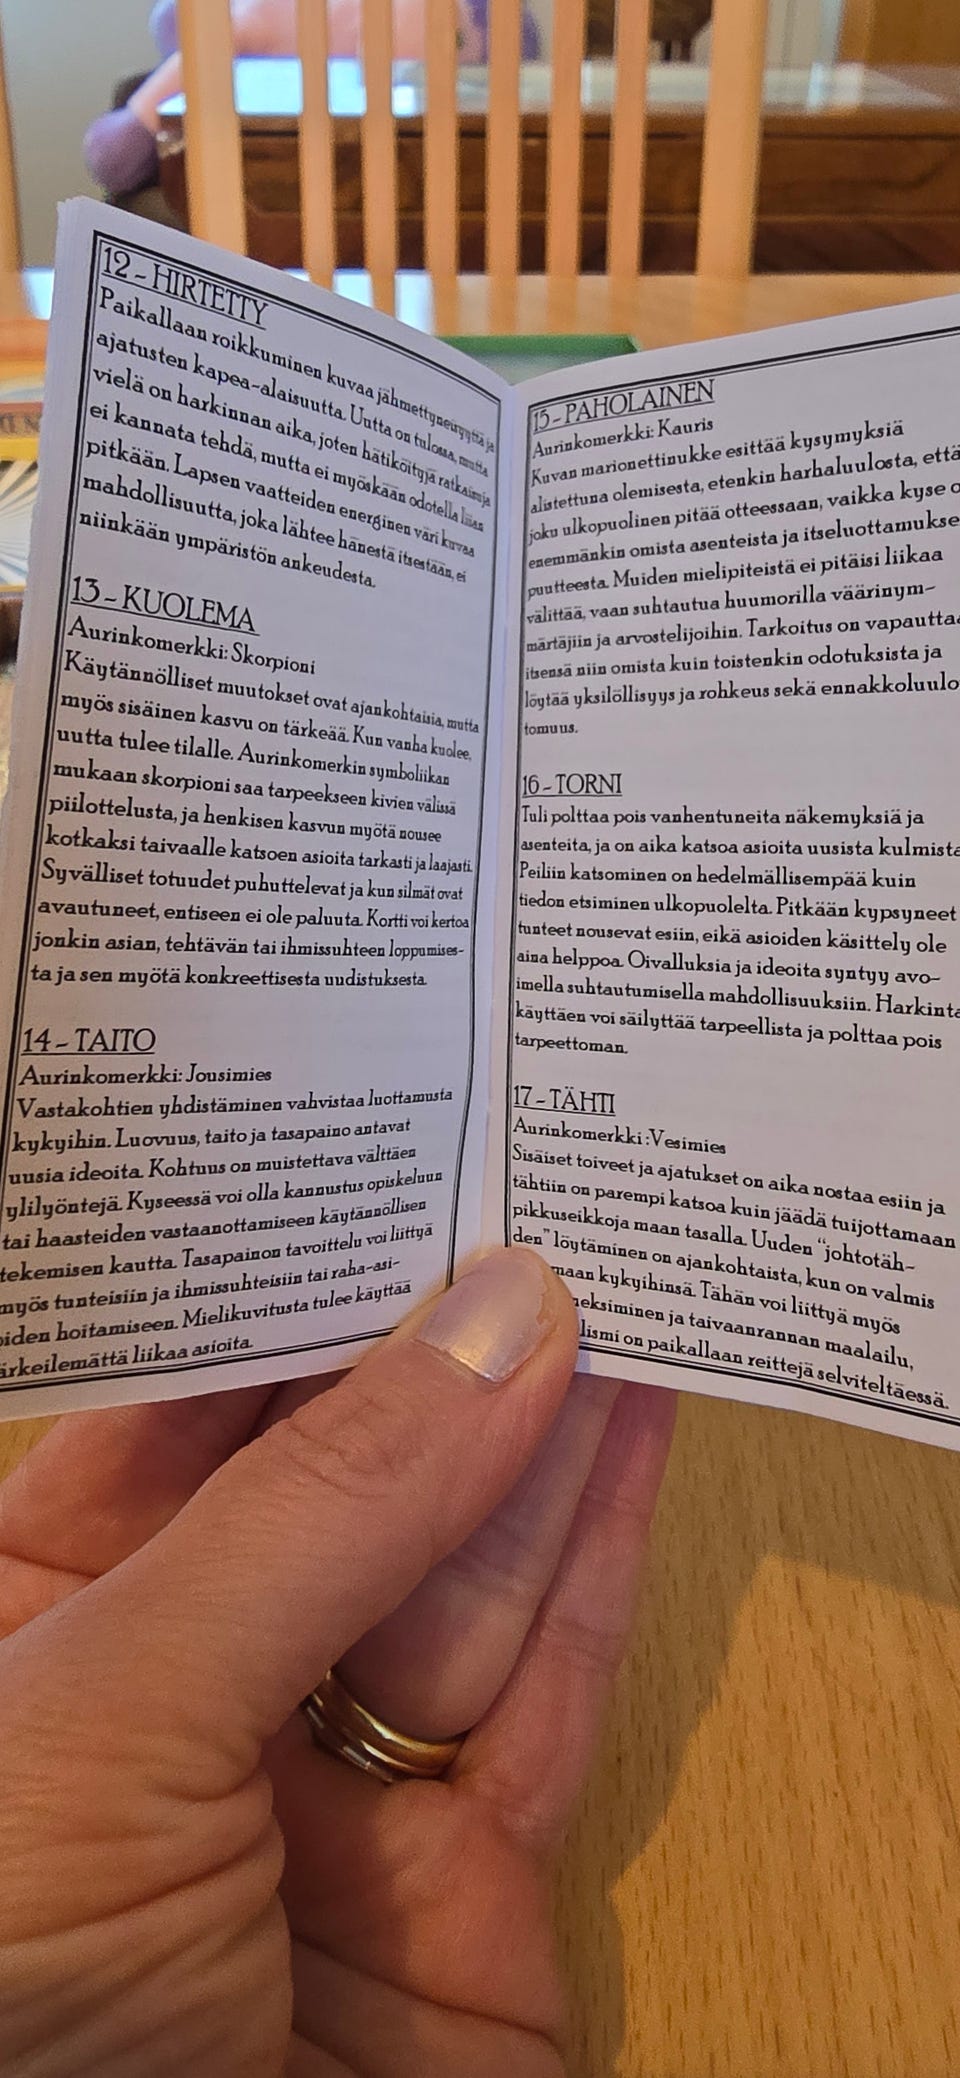 12 - HIRTETTY
Paikallaan roikkuminen kuvaa jähmettyneisyyttä ja
ajatusten kapea-alaisuutta. Uutta on tulossa, mutta
vielä on harkinnan aika, joten hätiköityjä ratkaisuja
ei kannata tehdä, mutta ei myöskään odotella liian
pitkään. Lapsen vaatteiden energinen väri kuvaa
mahdollisuutta, joka lähtee hänestä itsestään, ei
niinkään ympäristön ankeudesta.
13 - KUOLEMA
Aurinkomerkki: Skorpioni
Käytännölliset muutokset ovat ajankohtaisia, mutta
myös sisäinen kasvu on tärkeää. Kun vanha kuolee,
uutta tulee tilalle. Aurinkomerkin symboliikan
mukaan skorpioni saa tarpeekseen kivien välissä
piilottelusta, ja henkisen kasvun myötä nousee
kotkaksi taivaalle katsoen asioita tarkasti ja laajasti.
Syvälliset totuudet puhuttelevat ja kun silmät ovat
avautuneet, entiseen ei ole paluuta. Kortti voi kertoa
jonkin asian, tehtävän tai ihmissuhteen loppumises-
ta ja sen myötä konkreettisesta uudistuksesta.
14 - TAITO
Aurinkomerkki: Jousimies
Vastakohtien yhdistäminen vahvistaa luottamusta
kykyihin. Luovuus, taito ja tasapaino antavat
uusia ideoita. Kohtuus on muistettava välttäen
ylilyöntejä. Kyseessä voi olla kannustus opiskeluun
tai haasteiden vastaanottamiseen käytännöllisen
tekemisen kautta. Tasapainon tavoittelu voi liittyä
myös tunteisiin ja ihmissuhteisiin tai raha-asi-
oiden hoitamiseen. Mielikuvitusta tulee käyttää
ärkeilemättä liikaa asioita.
15 - PAHOLAINEN
Aurinkomerkki: Kauris
Kuvan marionettinukke esittää kysymyksiä
alistettuna olemisesta, etenkin harhaluulosta, että
joku ulkopuolinen pitää otteessaan, vaikka kyse o
enemmänkin omista asenteista ja itseluottamukse
puutteesta. Muiden mielipiteistä ei pitäisi liikaa
välittää, vaan suhtautua huumorilla väärinym-
märtäjiin ja arvostelijoihin. Tarkoitus on vapautta
itsensä niin omista kuin toistenkin odotuksista ja
löytää yksilöllisyys ja rohkeus sekä ennakkoluulo
tomuus.
16 - TORNI
Tuli polttaa pois vanhentuneita näkemyksiä ja
asenteita, ja on aika katsoa asioita uusista kulmista
Peiliin katsominen on hedelmällisempää kuin
tiedon etsiminen ulkopuolelta. Pitkään kypsyneet
tunteet nousevat esiin, eikä asioiden käsittely ole
aina helppoa. Oivalluksia ja ideoita syntyy avo-
imella suhtautumisella mahdollisuuksiin. Harkinta
käyttäen voi säilyttää tarpeellista ja polttaa pois
tarpeettoman.
17 - TÄHTI
Aurinkomerkki: Vesimies
Sisäiset toiveet ja ajatukset on aika nostaa esiin ja
tähtiin on parempi katsoa kuin jäädä tuijottamaan
pikkuseikkoja maan tasalla. Uuden "johtotäh-
den" löytäminen on ajankohtaista, kun on valmis
maan kykyihinsä. Tähän voi liittyä myös
neksiminen ja taivaanrannan maalailu,
lismi on paikallaan reittejä selviteltäessä.